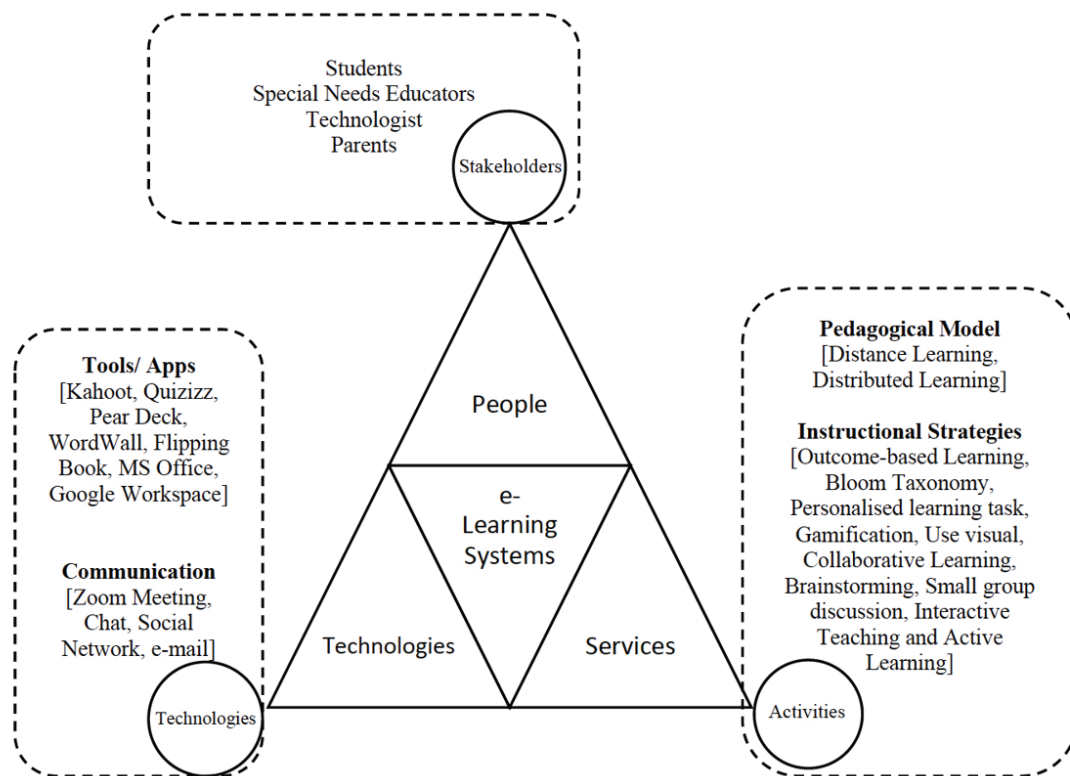 Students
Special Needs Educators
Technologist
Parents
Stakeholders
Tools/ Apps
[Kahoot, Quizizz,
Pear Deck,
WordWall, Flipping
Book, MS Office,
Google Workspace]
Communication
[Zoom Meeting,
Chat, Social
Network, e-mail]
Technologies
People
e-
Learning
Systems
Technologies
Services
Pedagogical Model
[Distance Learning,
Distributed Learning]
Instructional Strategies
[Outcome-based Learning,
Bloom Taxonomy,
Personalised learning task,
Gamification, Use visual,
Collaborative Learning,
Brainstorming, Small group
discussion, Interactive
Teaching and Active
Learning]
Activities